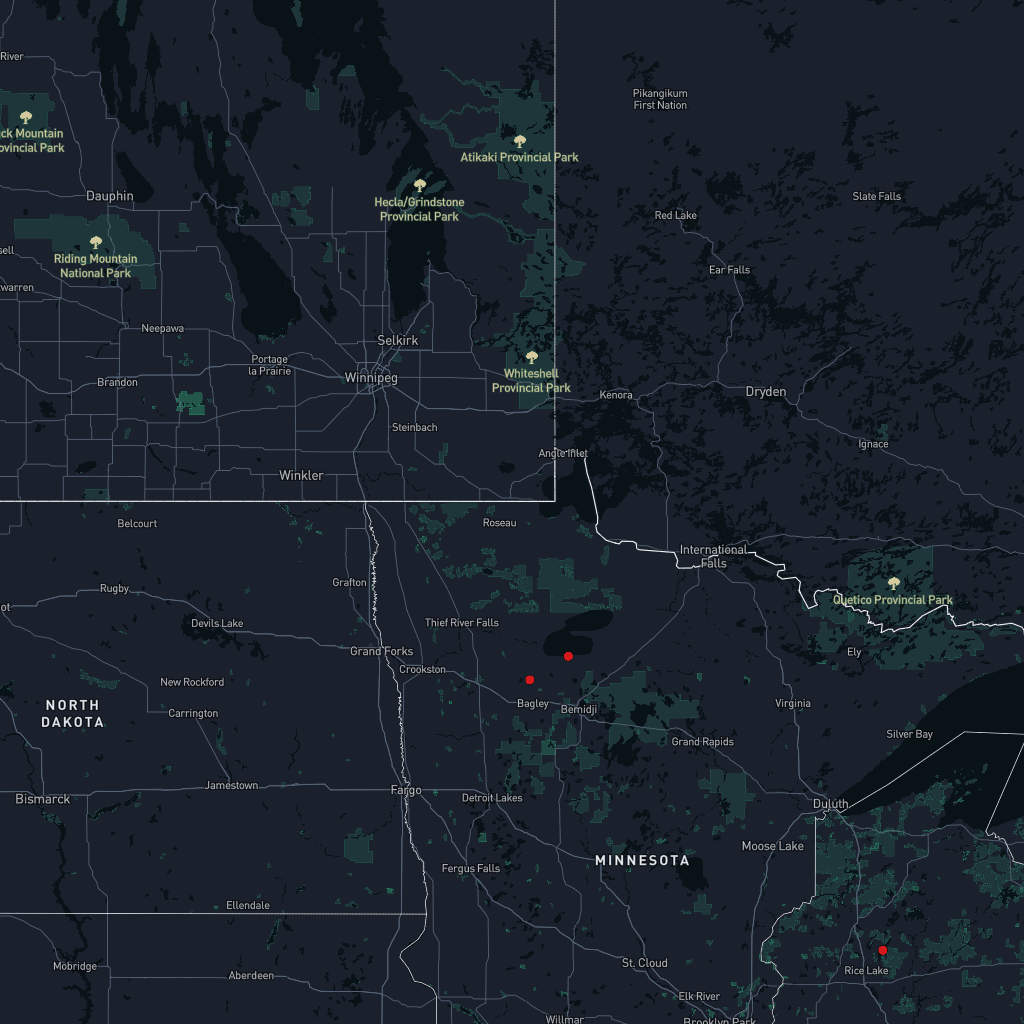 River
Pikangikum
First Nation
ck Mountain
ovincial Park
Atikaki Provincial Park
Dauphin
Hecla/Grindstone
Provincial Park
Slate Falls
Red Lake
sell
Riding Mountain
National Park
Ear Falls
warren
Neepawa
Selkirk
Portage
la Prairie
Winnipeg
Whiteshell
Provincial Park
Brandon
Kenora
Dryden
Steinbach
Ignace
Angle Inlet
Winkler
Belcourt
Roseau
International
Falls
Grafton
Rugby
Quetico Provincial Park
ot
Devils Lake
Thief River Falls
Grand Forks
Ely
Crookston
New Rockford
NORTH
DAKOTA
Bagley
Bemidji
Virginia
Carrington
Silver Bay
Grand Rapids
Jamestown
Fargo
Bismarck
Detroit Lakes
Duluth
Moose Lake
MINNESOTA
Fergus Falls
Ellendale
Mobridge
Aberdeen
St. Cloud
Rice Lake
Elk River
Willmar
Brooklyn Park